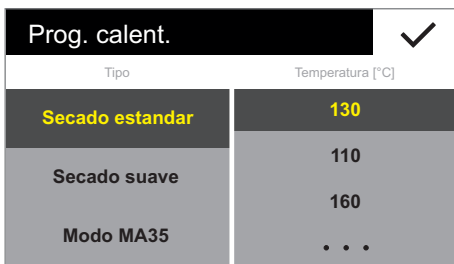 Prog. calent.
Tipo Temperatura [°C]
Secado estandar 130
110
Secado suave
160
Modo MA35
• • •